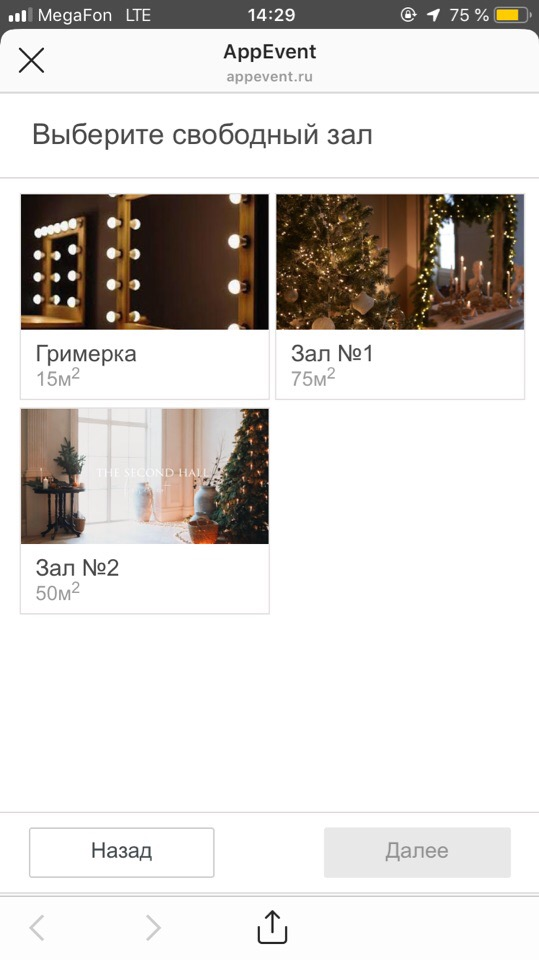 MegaFon LTE 14:29 75 %
AppEvent
appevent.ru
Выберите свободный зал
Гримерка
15м²
Зал №1
75м²
THE SECOND HALL
Зал №2
50м²
Назад
Далее